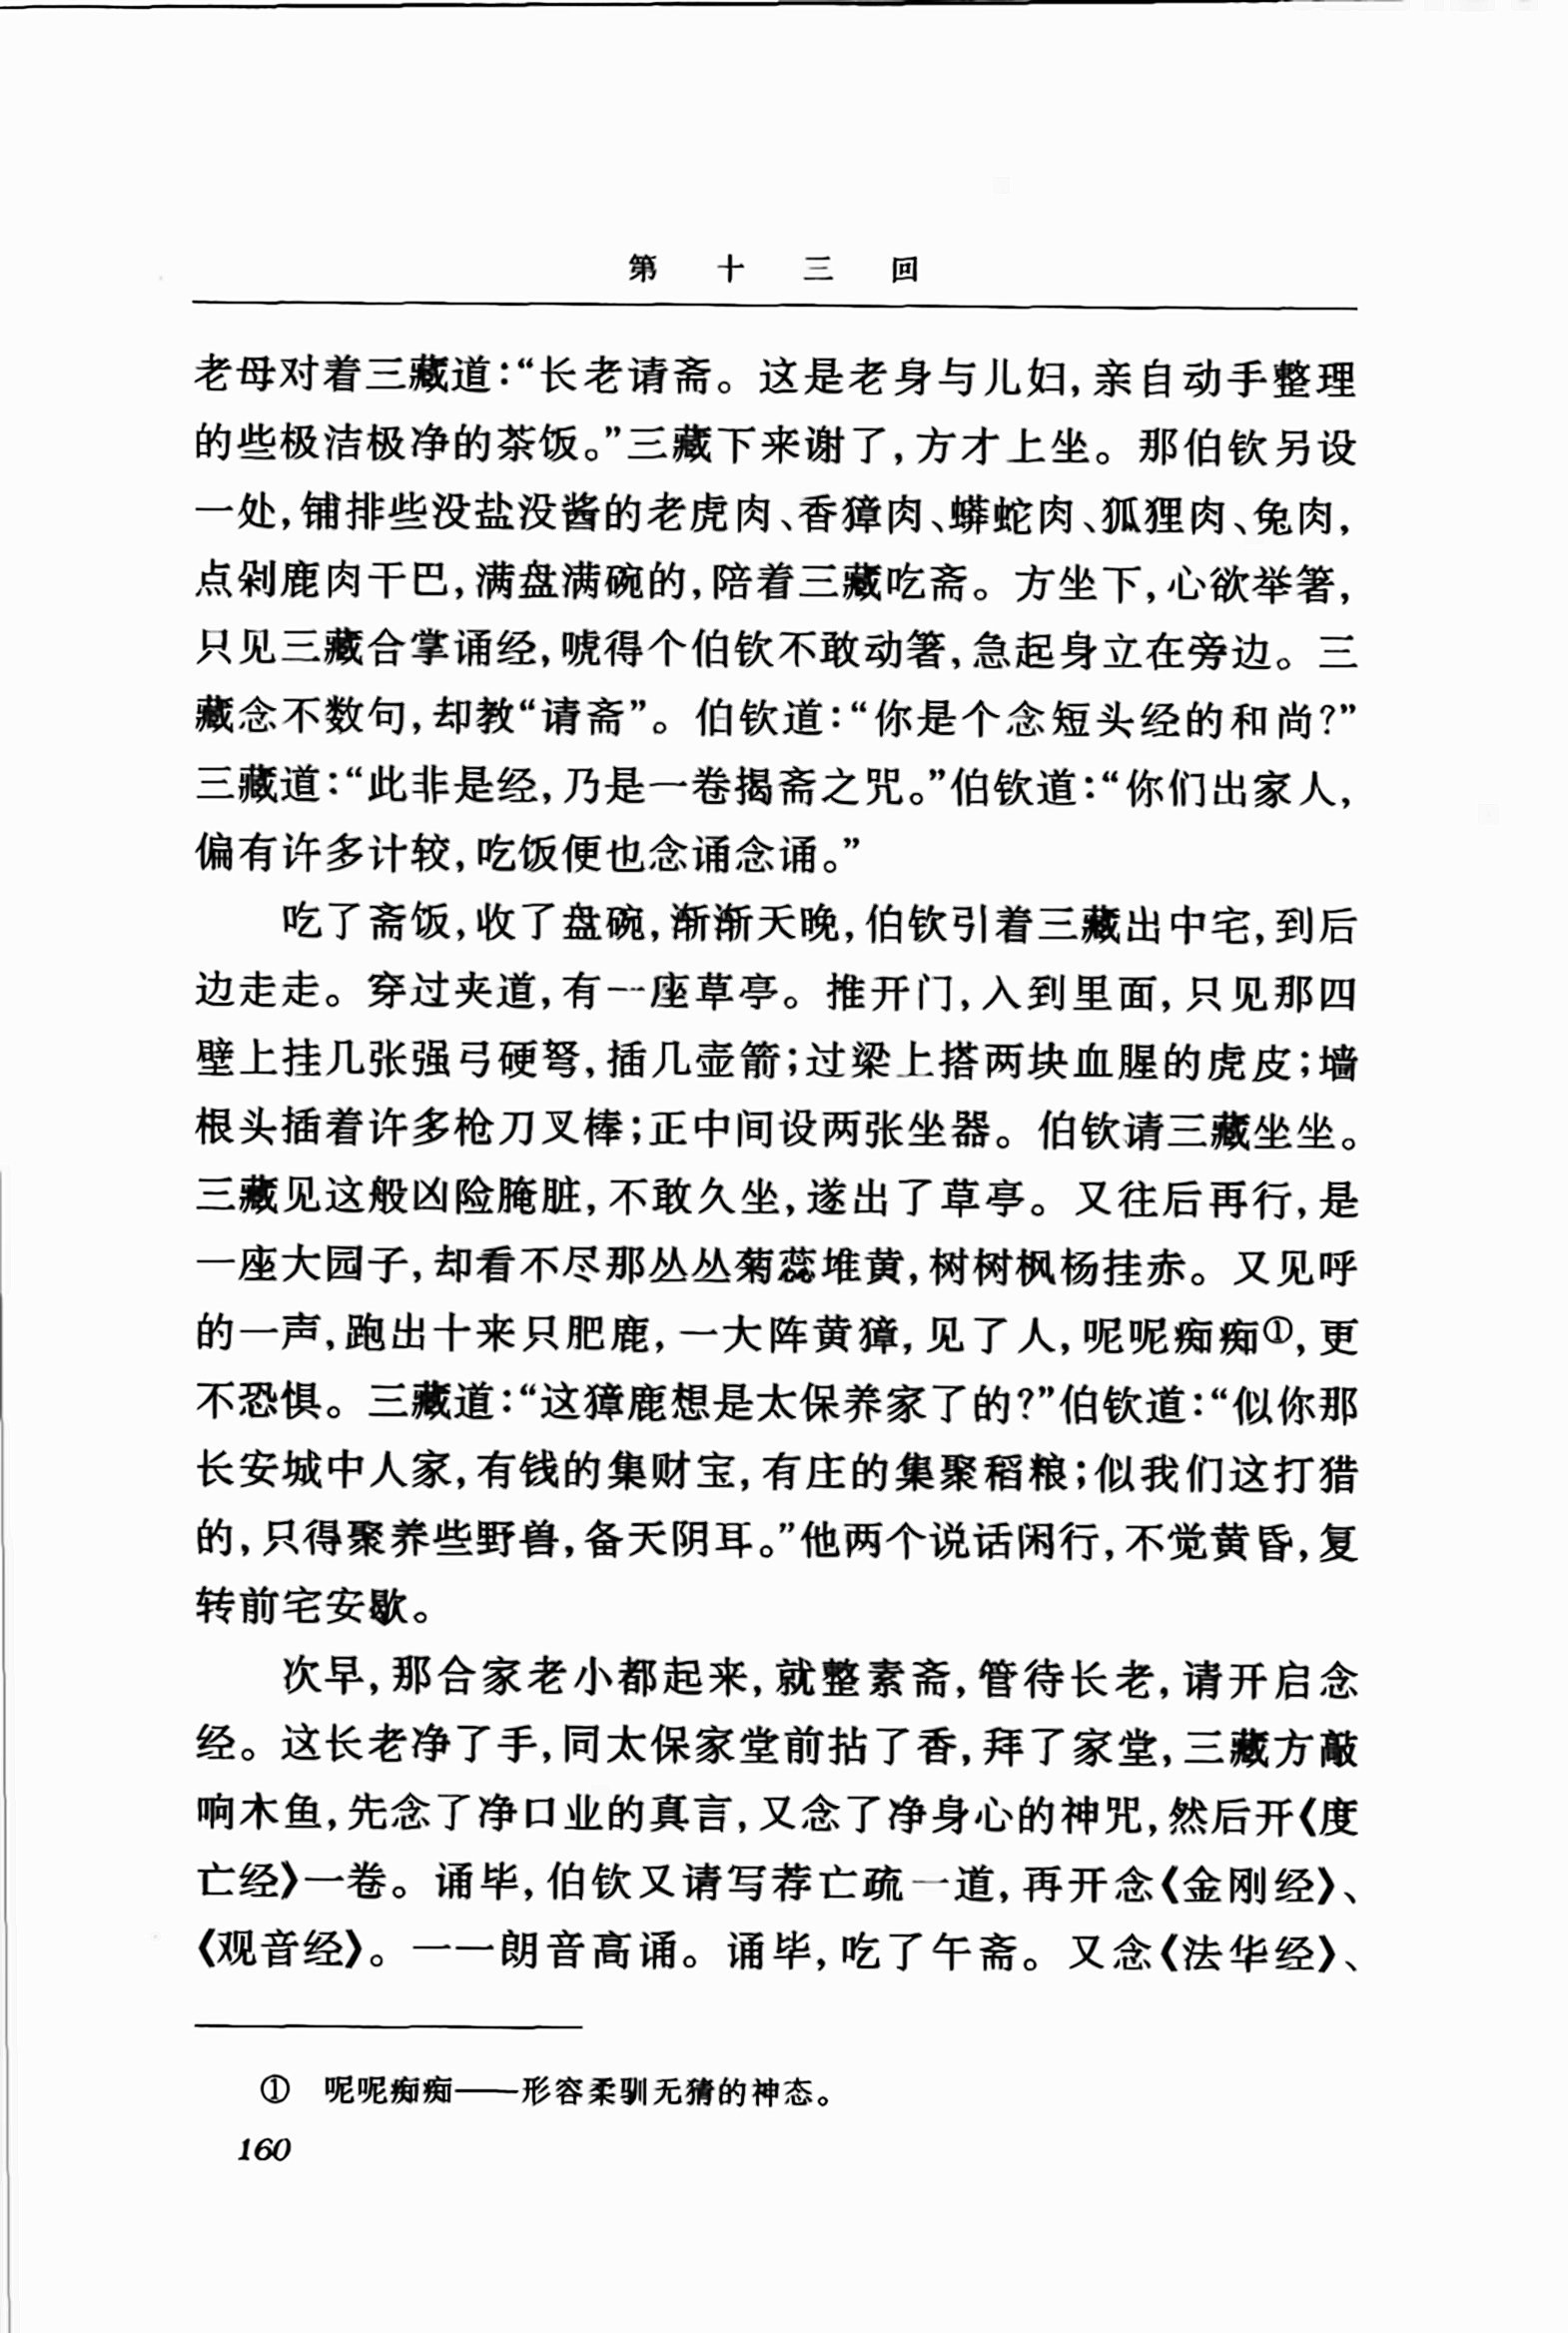 第十三回
老母对着三藏道：“长老请斋。这是老身与儿妇，亲自动手整理
的些极洁极净的茶饭。”三藏下来谢了，方才上坐。那伯钦另设
一处，铺排些没盐没酱的老虎肉、香獐肉、蟒蛇肉、狐狸肉、兔肉，
点剁鹿肉干巴，满盘满碗的，陪着三藏吃斋。方坐下，心欲举箸，
只见三藏合掌诵经，唬得个伯钦不敢动箸，急起身立在旁边。三
藏念不数句，却教“请斋”。伯钦道：“你是个念短头经的和尚？”
三藏道：“此非是经，乃是一卷揭斋之咒。”伯钦道：“你们出家人，
偏有许多计较，吃饭便也念诵念诵。”
吃了斋饭，收了盘碗，渐渐天晚，伯钦引着三藏出中宅，到后
边走走。穿过夹道，有一座草亭。推开门，入到里面，只见那四
壁上挂几张强弓硬弩，插几壶箭；过梁上搭两块血腥的虎皮；墙
根头插着许多枪刀叉棒；正中间设两张坐器。伯钦请三藏坐坐。
三藏见这般凶险腌脏，不敢久坐，遂出了草亭。又往后再行，是
一座大园子，却看不尽那丛丛菊蕊堆黄，树树枫杨挂赤。又见呼
的一声，跑出十来只肥鹿，一大阵黄獐，见了人，呢呢痴痴①，更
不恐惧。三藏道：“这獐鹿想是太保养家了的？”伯钦道：“似你那
长安城中人家，有钱的集财宝，有庄的集聚稻粮；似我们这打猎
的，只得聚养些野兽，备天阴耳。”他两个说话闲行，不觉黄昏，复
转前宅安歇。
次早，那合家老小都起来，就整素斋，管待长老，请开启念
经。这长老净了手，同太保家堂前拈了香，拜了家堂，三藏方敲
响木鱼，先念了净口业的真言，又念了净身心的神咒，然后开《度
亡经》一卷。诵毕，伯钦又请写荐亡疏一道，再开念《金刚经》、
《观音经》。一一朗音高诵。诵毕，吃了午斋。又念《法华经》、
① 呢呢痴痴——形容柔驯无猜的神态。
160